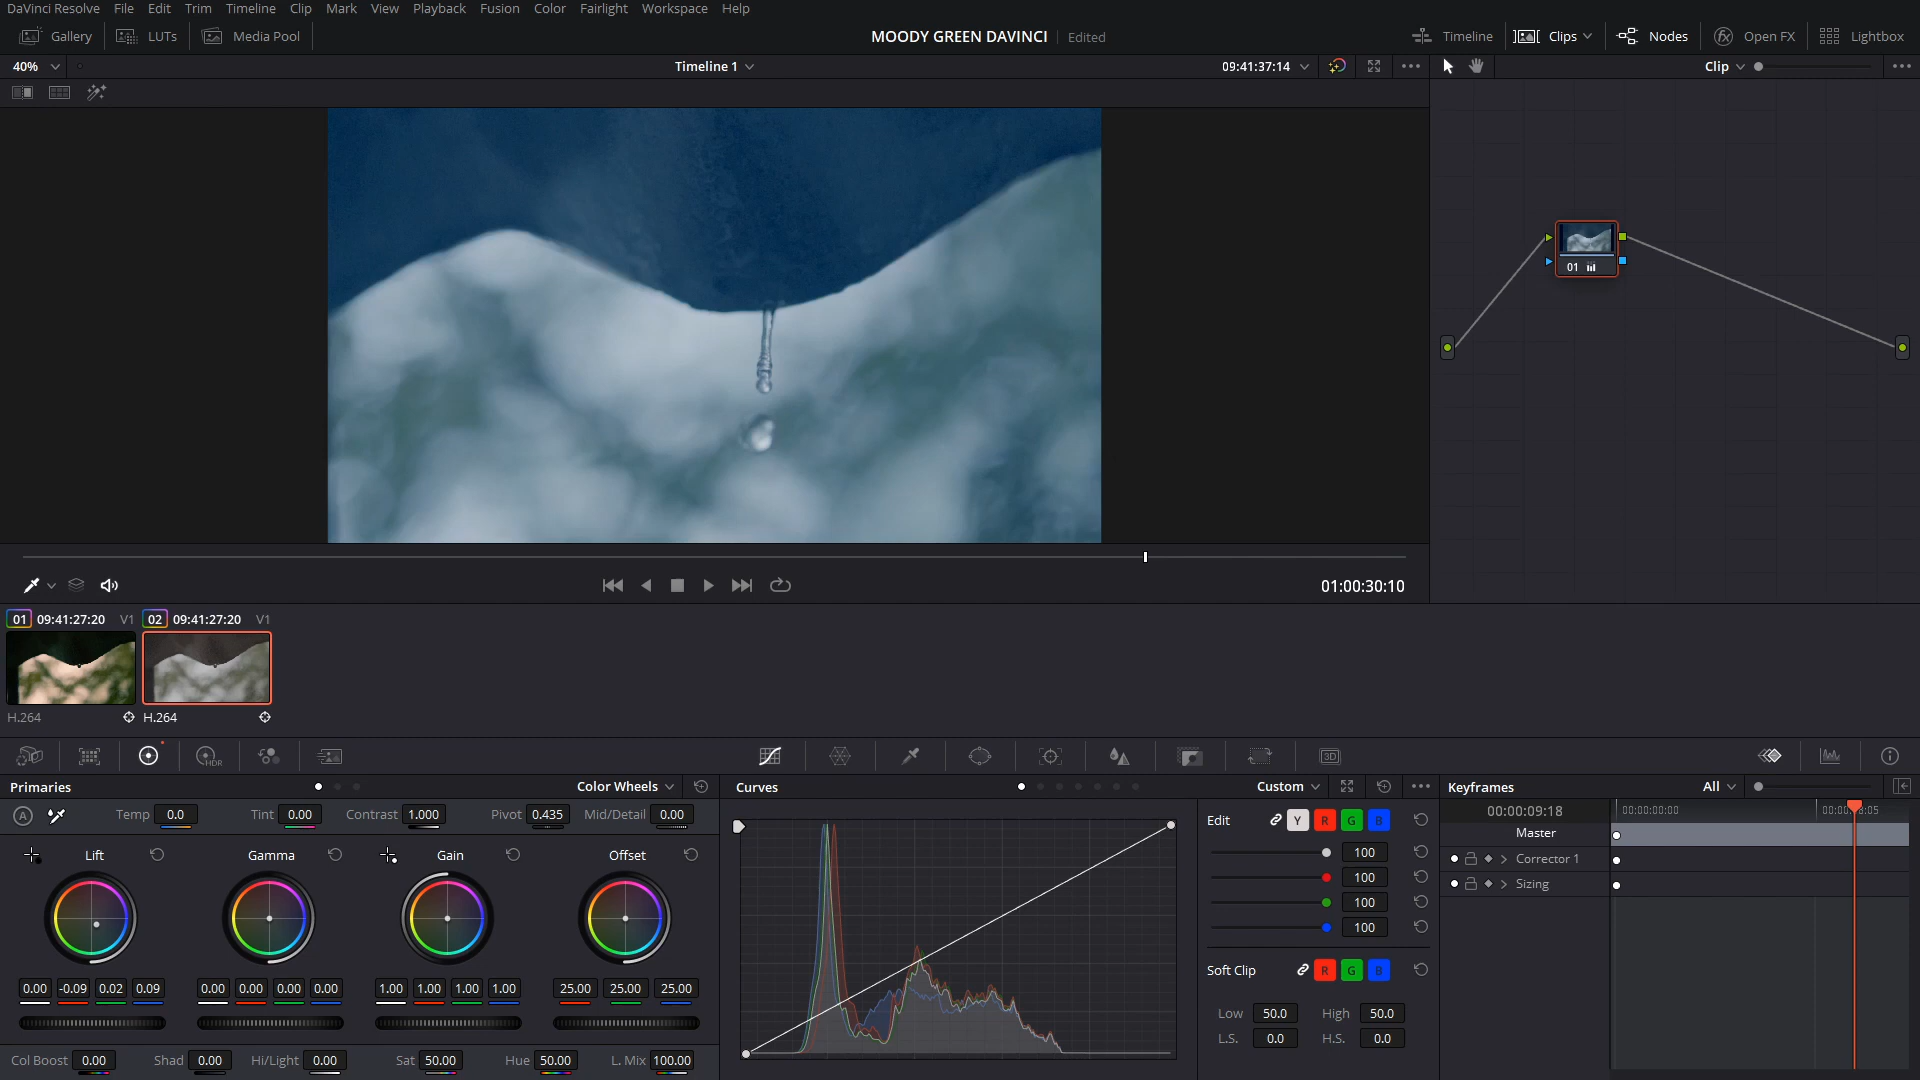 DaVinci Resolve File Edit Trim Timeline Clip Mark View Playback Fusion Color Fairlight Workspace Help
Gallery LUTs Media Pool MOODY GREEN DAVINCI Edited Timeline Clips Nodes Open FX Lightbox
40% Timeline 1 09:41:37:14 Clip
01
01:00:30:10
01 09:41:27:20 V1 02 09:41:27:20 V1
H.264 H.264
HDR 3D
Primaries Color Wheels Curves Custom Keyframes All
A Temp 0.0 Tint 0.00 Contrast 1.000 Pivot 0.435 Mid/Detail 0.00
Lift Gamma Gain Offset
0.00 -0.09 0.02 0.09 0.00 0.00 0.00 0.00 1.00 1.00 1.00 1.00 25.00 25.00 25.00
Col Boost 0.00 Shad 0.00 Hi/Light 0.00 Sat 50.00 Hue 50.00 L. Mix 100.00
Edit Y R G B
100
100
100
100
Soft Clip R G B
Low 50.0 High 50.0
L.S. 0.0 H.S. 0.0
00:00:09:18 00:00:00:00
Master
Corrector 1
Sizing